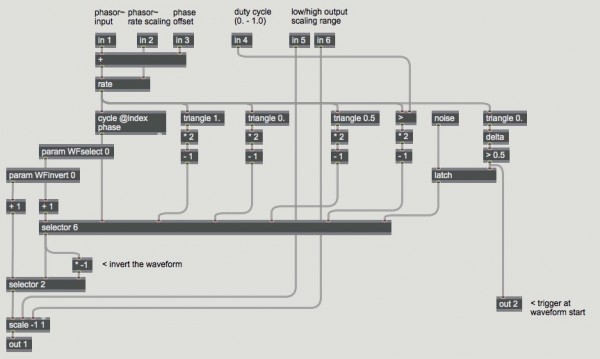 phasor~ input
phasor~ rate scaling
phase offset
duty cycle (0. - 1.0)
low/high output scaling range
in 1
in 2
in 3
in 4
in 5
in 6
+
rate
cycle @index phase
triangle 1.
triangle 0.
triangle 0.5
>
noise
triangle 0.
* 2
* 2
* 2
* 2
delta
- 1
- 1
- 1
- 1
> 0.5
param WFselect 0
param WFinvert 0
latch
+ 1
+ 1
selector 6
* -1
< invert the waveform
selector 2
out 2
< trigger at waveform start
scale -1 1
out 1